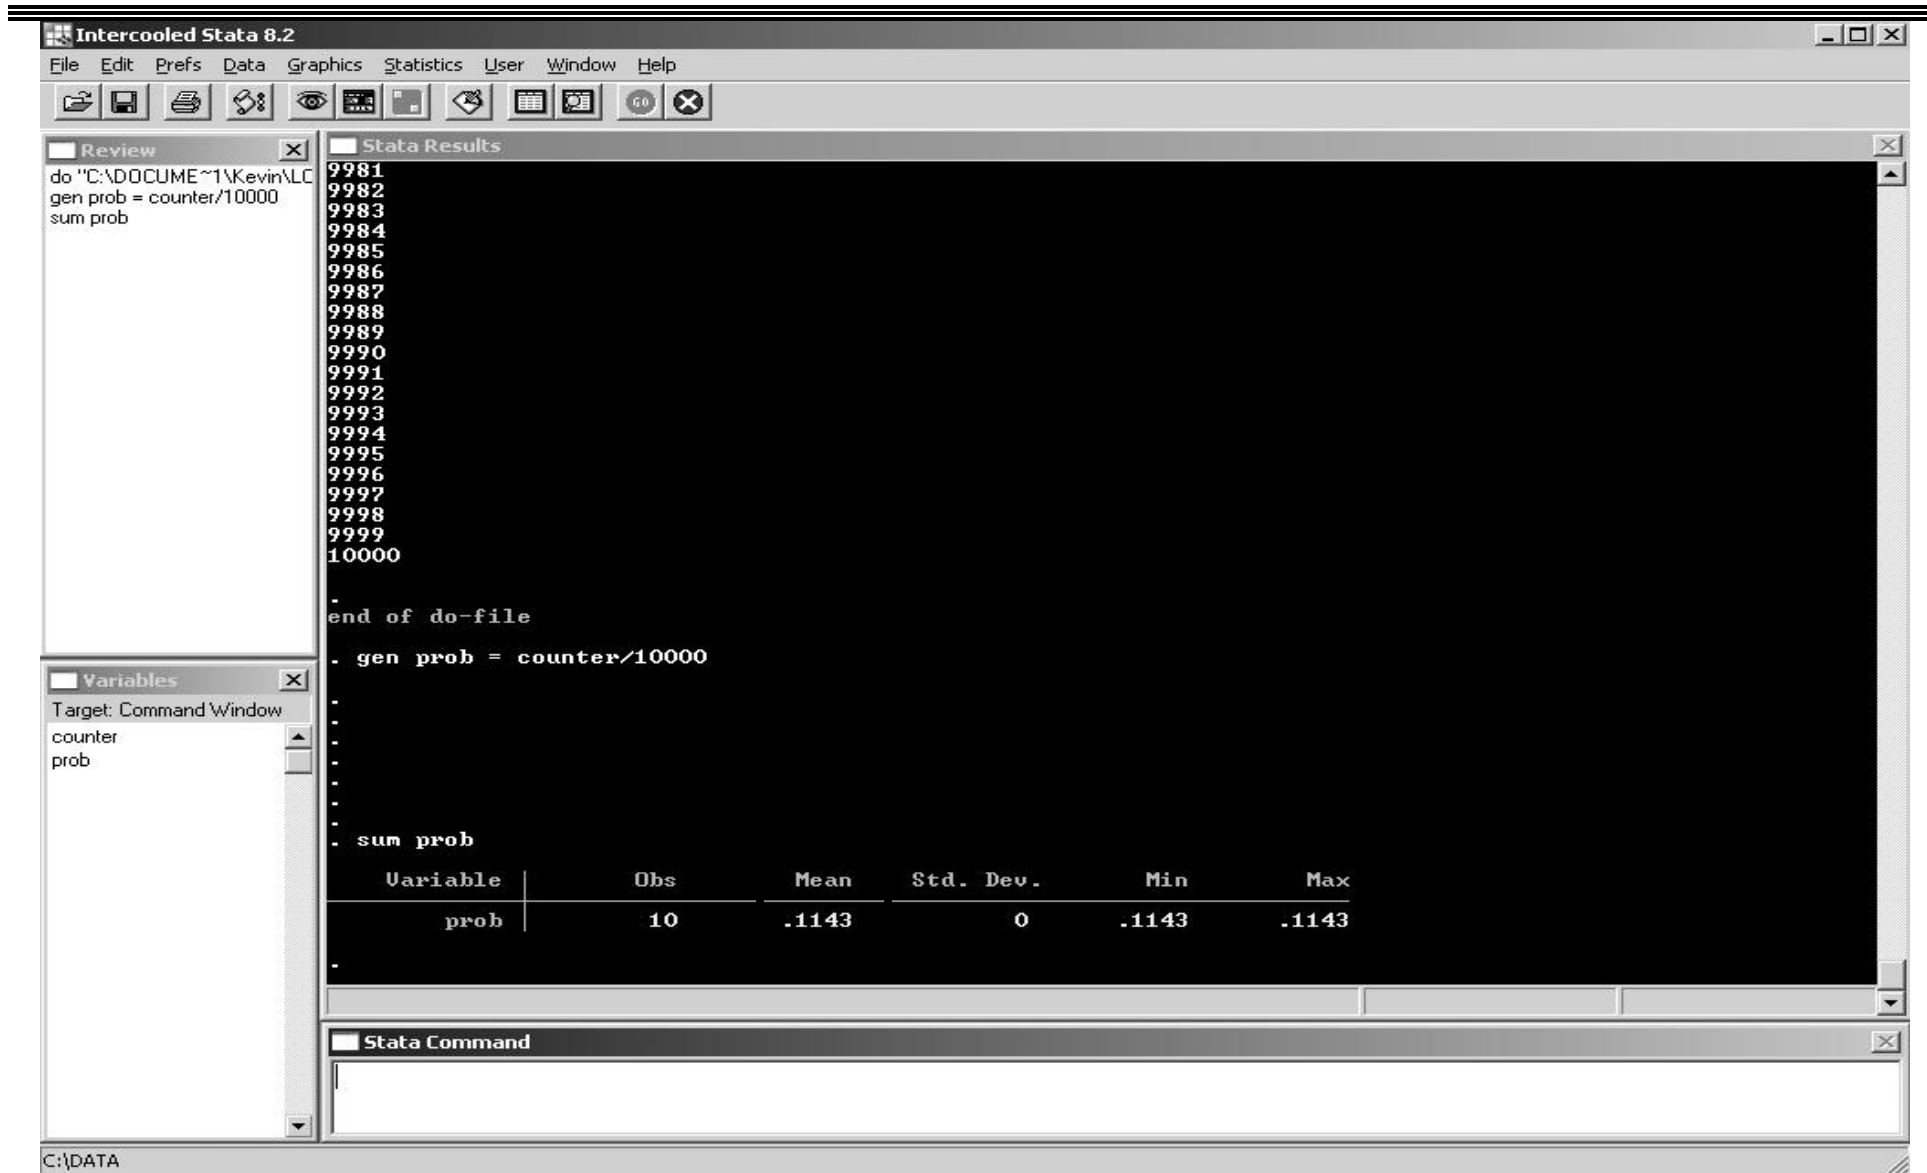 Intercooled Stata 8.2
File Edit Prefs Data Graphics Statistics User Window Help
GO
Review
do "C:\DOCUME~1\Kevin\LC
gen prob = counter/10000
sum prob
Stata Results
9981
9982
9983
9984
9985
9986
9987
9988
9989
9990
9991
9992
9993
9994
9995
9996
9997
9998
9999
10000
.
end of do-file
. gen prob = counter/10000
.
.
.
.
.
.
.
. sum prob
Variable | Obs Mean Std. Dev. Min Max
prob | 10 .1143 0 .1143 .1143
.
Variables
Target: Command Window
counter
prob
Stata Command
C:\DATA